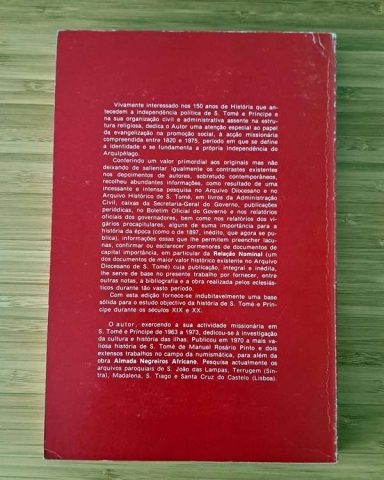 Vivamente interessado nos 150 anos de História que an-
tecedem a independência política de S. Tomé e Príncipe e
na sua organização civil e administrativa assente na estru-
tura religiosa, dedica o Autor uma atenção especial ao papel
da evangelização na promoção social, à acção missionária
compreendida entre 1820 e 1975, período em que se define
a identidade e se fundamenta a própria independência do
Arquipélago.
Conferindo um valor primordial aos originais mas não
deixando de salientar igualmente os contrastes existentes
nos depoimentos de autores, sobretudo contemporâneos,
recolheu abundantes informações, como resultado de uma
incessante e intensa pesquisa no Arquivo Diocesano e no
Arquivo Histórico de S. Tomé, em livros da Administração
Civil, caixas da Secretaria-Geral do Governo, publicações
periódicas, no Boletim Oficial do Governo e nos relatórios
oficiais dos governadores, bem como nos relatórios dos vi-
gários procapitulares, alguns de suma importância para a
história da época (como o de 1897, inédito, que agora se pu-
blica), informações essas que lhe permitem preencher lacu-
nas, confirmar ou esclarecer pormenores de documentos de
capital importância, em particular da Relação Nominal (um
dos documentos de maior valor histórico existente no Arquivo
Diocesano de S. Tomé) cuja publicação, integral e inédita,
lhe serve de base no presente trabalho por fornecer, entre
outras notas, a bibliografia e a obra realizada pelos eclesiás-
ticos durante tão vasto período.
Com esta edição fornece-se indubitavelmente uma base
sólida para o estudo objectivo da história de S. Tomé e Prín-
cipe durante os séculos XIX e XX.
O autor, exercendo a sua actividade missionária em
S. Tomé e Príncipe de 1963 a 1973, dedicou-se à investigação
da cultura e história das ilhas. Publicou em 1970 a mais va-
liosa história de S. Tomé de Manuel Rosário Pinto e dois
extensos trabalhos no campo da numismática, para além da
obra Almada Negreiros Africano. Pesquisa actualmente os
arquivos paroquiais de S. João das Lampas, Terrugem (Sin-
tra), Madalena, S. Tiago e Santa Cruz do Castelo (Lisboa).